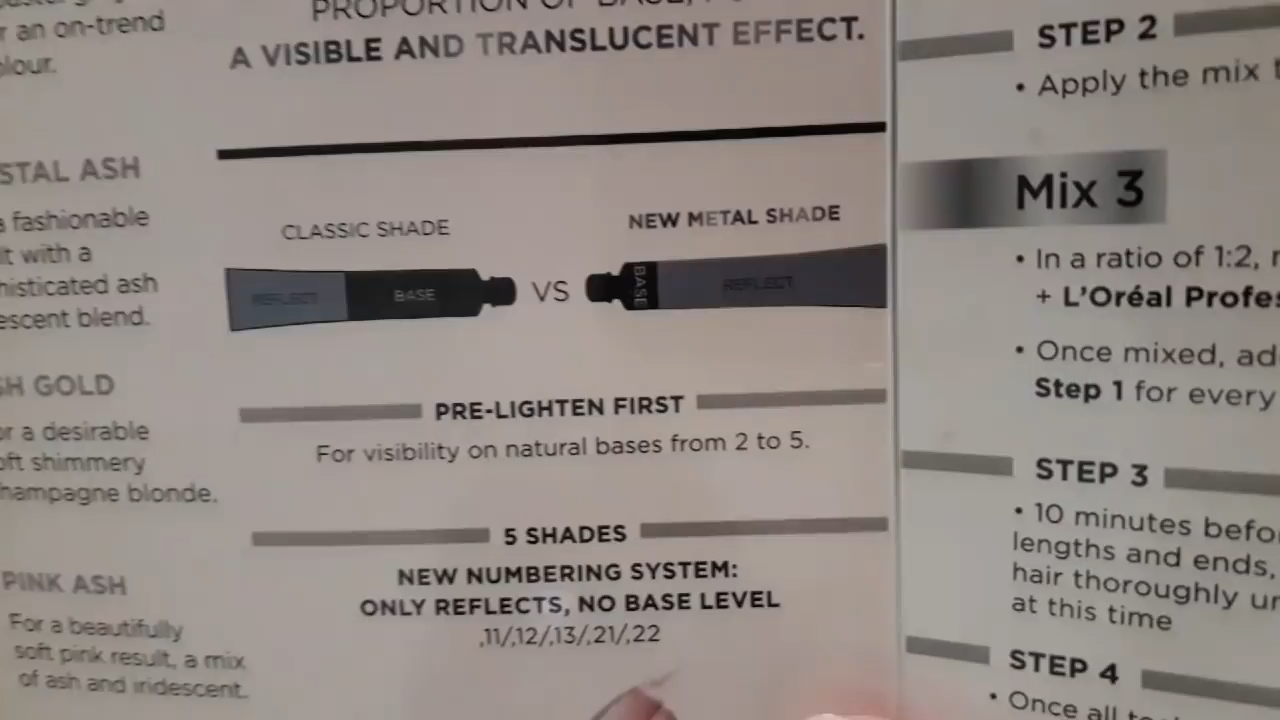 r an on-trend
STAL ASH
a fashionable
lt with a
histicated ash
escent blend.
SH GOLD
or a desirable
oft shimmery
hampagne blonde.
PINK ASH
For a beautifully
soft pink result, a mix
of ash and iridescent.
PROPORTION OF BASE,
A VISIBLE AND TRANSLUCENT EFFECT.
CLASSIC SHADE
NEW METAL SHADE
REFLECT BASE VS BASE REFLECT
PRE-LIGHTEN FIRST
For visibility on natural bases from 2 to 5.
5 SHADES
NEW NUMBERING SYSTEM:
ONLY REFLECTS, NO BASE LEVEL
,11/,12/,13/,21/,22
STEP 2
• Apply the mix t
Mix 3
• In a ratio of 1:2,
+ L'Oréal Profes
• Once mixed, ad
Step 1 for every
STEP 3
• 10 minutes befo
lengths and ends,
hair thoroughly
at this time
STEP 4
• Once all